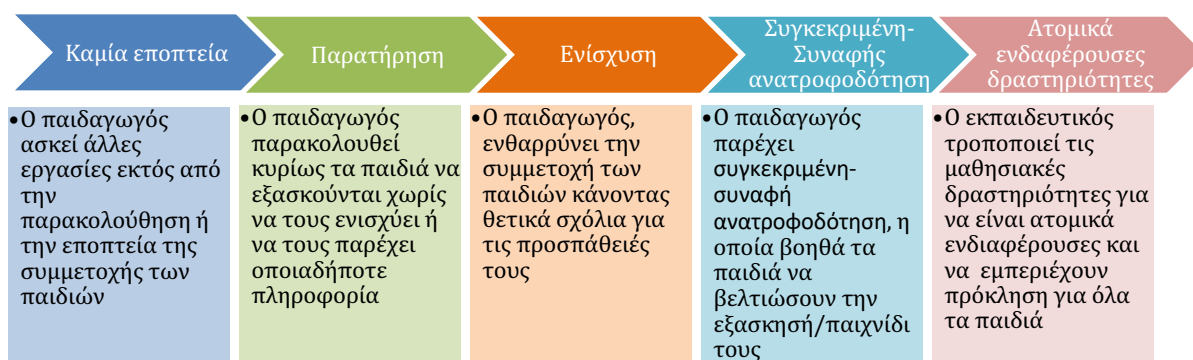 Καμία εποπτεία
Παρατήρηση
Ενίσχυση
Συγκεκριμένη-
Συναφής
ανατροφοδότηση
Ατομικά
ενδαφέρουσες
δραστηριότητες
•Ο παιδαγωγός
ασκεί άλλες
εργασίες εκτός από
την
παρακολούθηση ή
την εποπτεία της
συμμετοχής των
παιδιών
•Ο παιδαγωγός
παρακολουθεί
κυρίως τα παιδιά να
εξασκούνται χωρίς
να τους ενισχύει ή
να τους παρέχει
οποιαδήποτε
πληροφορία
•Ο παιδαγωγός,
ενθαρρύνει την
συμμετοχή των
παιδιών κάνοντας
θετικά σχόλια για
τις προσπάθειές
τους
•Ο παιδαγωγός
παρέχει
συγκεκριμένη-
συναφή
ανατροφοδότηση, η
οποία βοηθά τα
παιδιά να
βελτιώσουν την
εξασκησή/παιχνίδι
τους
•Ο εκπαιδευτικός
τροποποιεί τις
μαθησιακές
δραστηριότητες για
να είναι ατομικά
ενδιαφέρουσες και
να εμπεριέχουν
πρόκληση για όλα
τα παιδιά